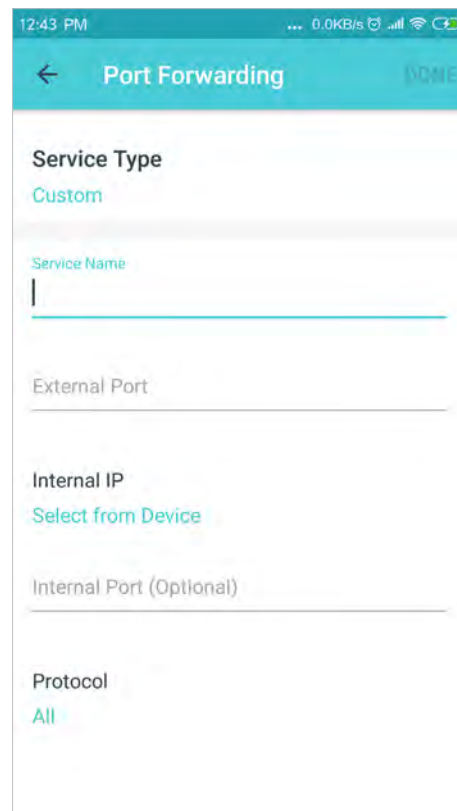 12:43 PM ... 0.0KB/s
Port Forwarding DONE
Service Type
Custom
Service Name
External Port
Internal IP
Select from Device
Internal Port (Optional)
Protocol
All